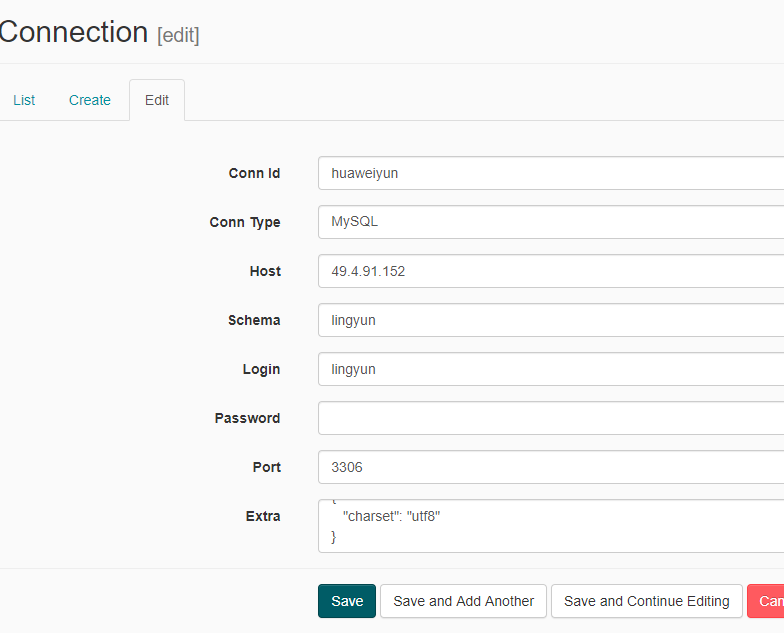 Connection [edit]
List Create Edit
Conn Id huaweiyun
Conn Type MySQL
Host 49.4.91.152
Schema lingyun
Login lingyun
Password
Port 3306
Extra {
"charset": "utf8"
}
Save Save and Add Another Save and Continue Editing Can